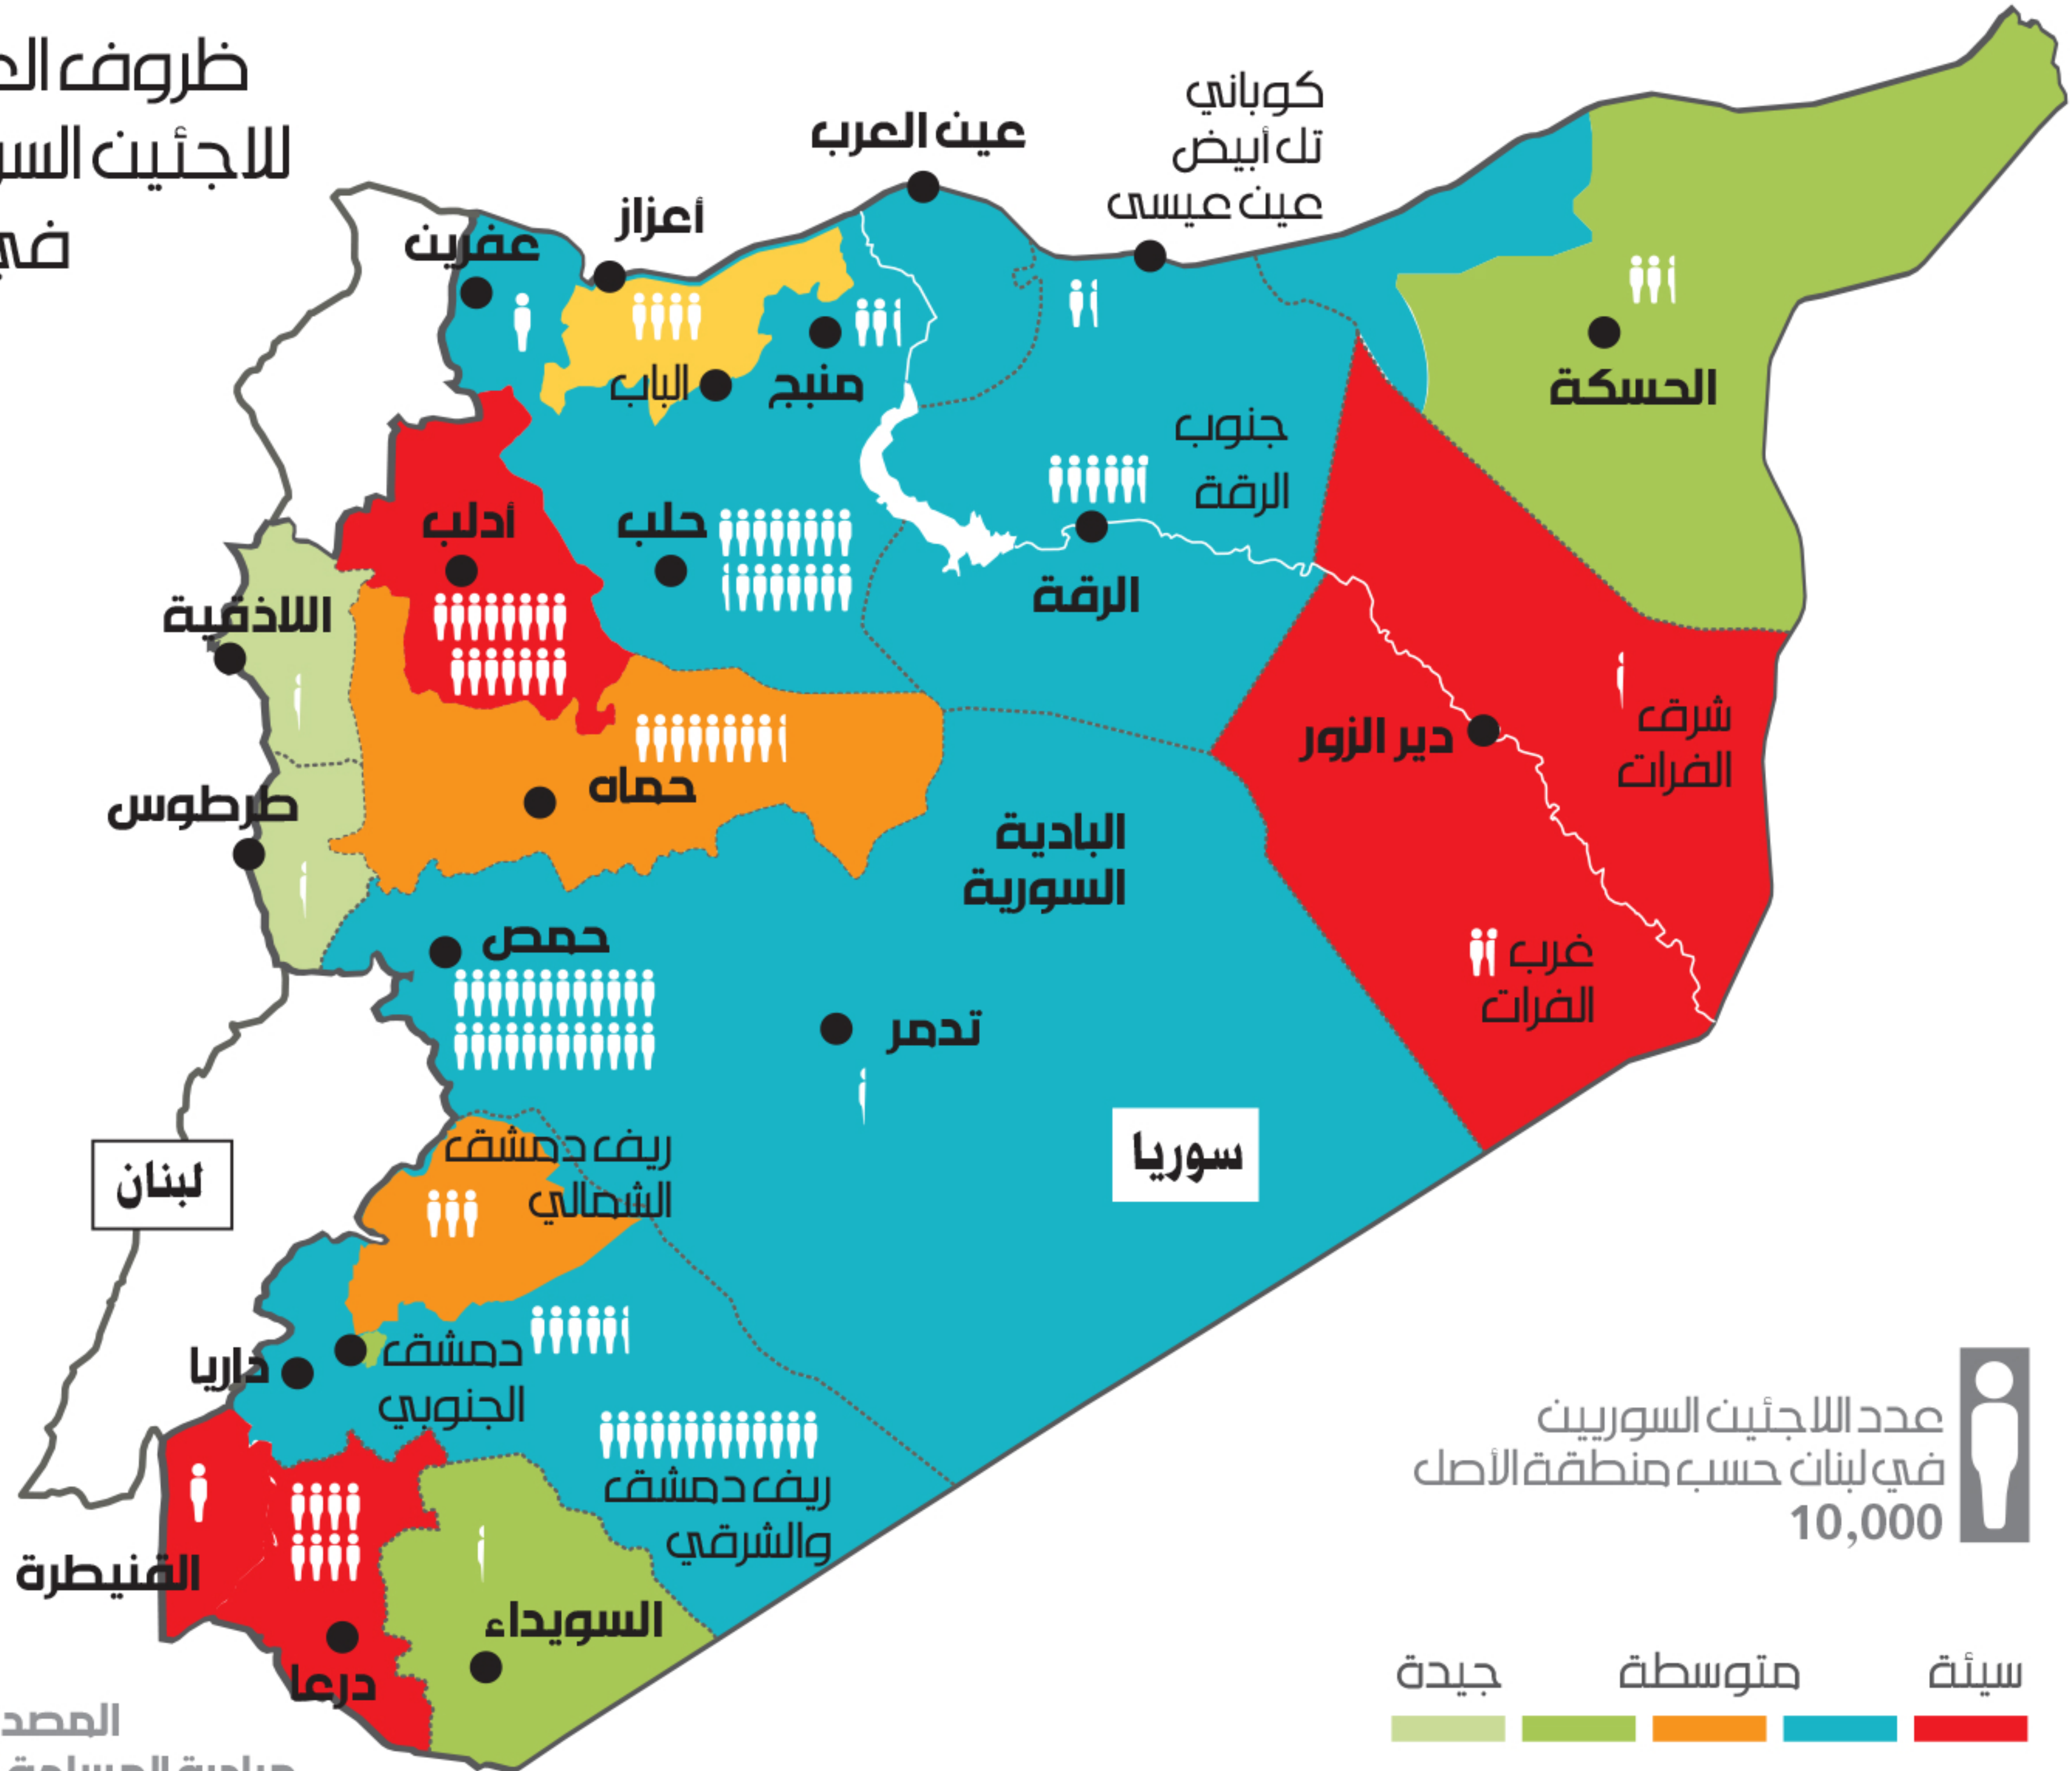 ظروف
للاجئين
في
كوباني
تل أبيض
عين عيسى
عين العرب
أعزاز
عفرين
الباب
منبج
الحسكة
جنوب
الرقة
أدلب
حلب
الرقة
اللاذقية
شرق
الفرات
دير الزور
حماه
طرطوس
البادية
السورية
حمص
غرب
الفرات
تدمر
ريف دمشق
الشمالي
سوريا
لبنان
دمشق
الجنوبي
داريا
ريف دمشق
والشرقي
القنيطرة
السويداء
درعا
عدد اللاجئين السوريين
في لبنان حسب منطقة الأصل
10,000
سيئة
متوسطة
جيدة